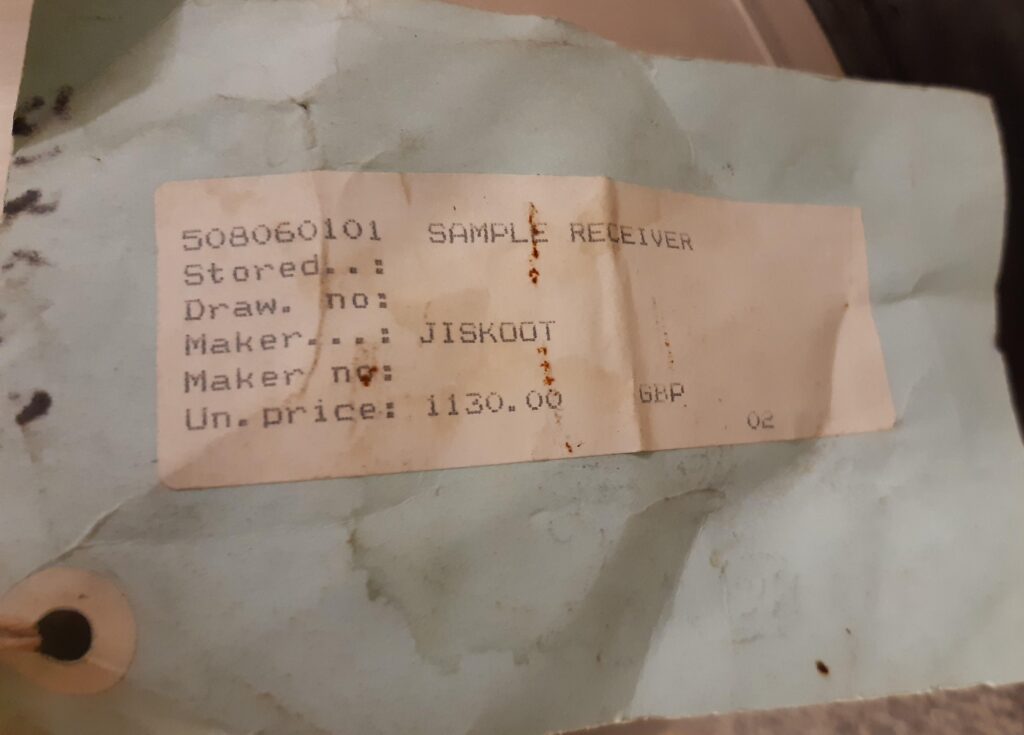 508060101 SAMPLE RECEIVER
Stored..:
Draw. no:
Maker...: JISKOOT
Maker no:
Un.price: 1130.00 GBP
02